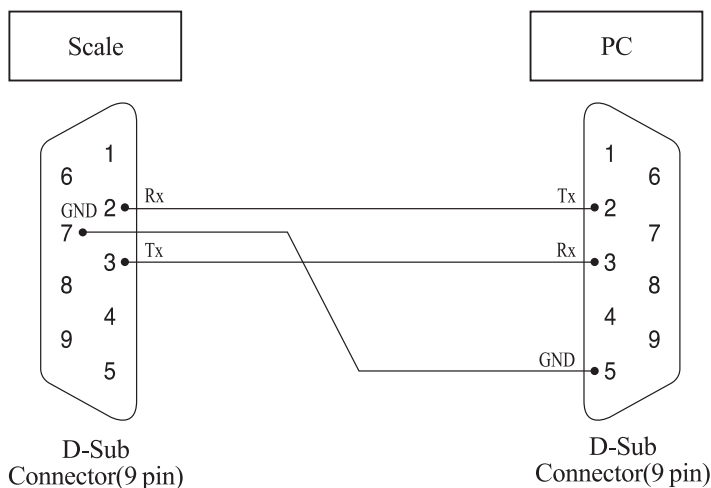 Scale
PC
1
6
2
Rx
GND
7
3
Tx
8
4
9
5
1
6
Tx
2
7
Rx
3
8
4
9
GND
5
D-Sub
Connector(9 pin)
D-Sub
Connector(9 pin)